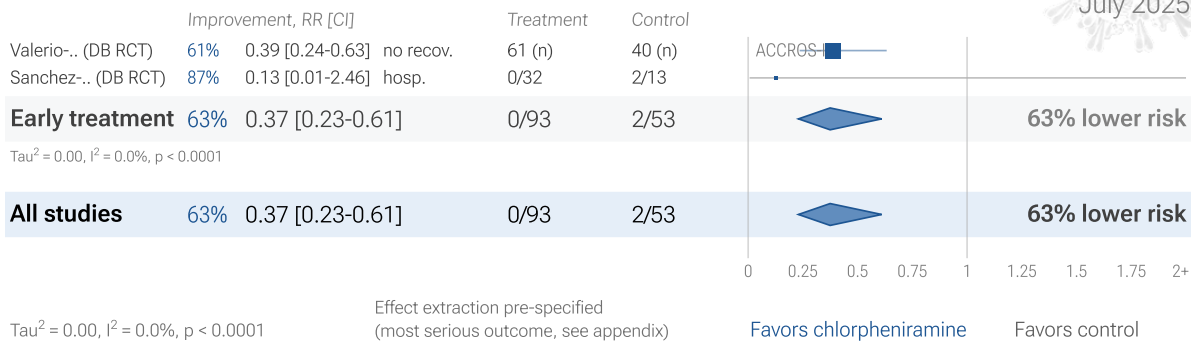 July 2025
Improvement, RR [CI] Treatment Control
Valerio-.. (DB RCT) 61% 0.39 [0.24-0.63] no recov. 61 (n) 40 (n) ACCROS-I
Sanchez-.. (DB RCT) 87% 0.13 [0.01-2.46] hosp. 0/32 2/13
Early treatment 63% 0.37 [0.23-0.61] 0/93 2/53 63% lower risk
Tau² = 0.00, I² = 0.0%, p < 0.0001
All studies 63% 0.37 [0.23-0.61] 0/93 2/53 63% lower risk
0 0.25 0.5 0.75 1 1.25 1.5 1.75 2+
Effect extraction pre-specified
Tau² = 0.00, I² = 0.0%, p < 0.0001 (most serious outcome, see appendix) Favors chlorpheniramine Favors control